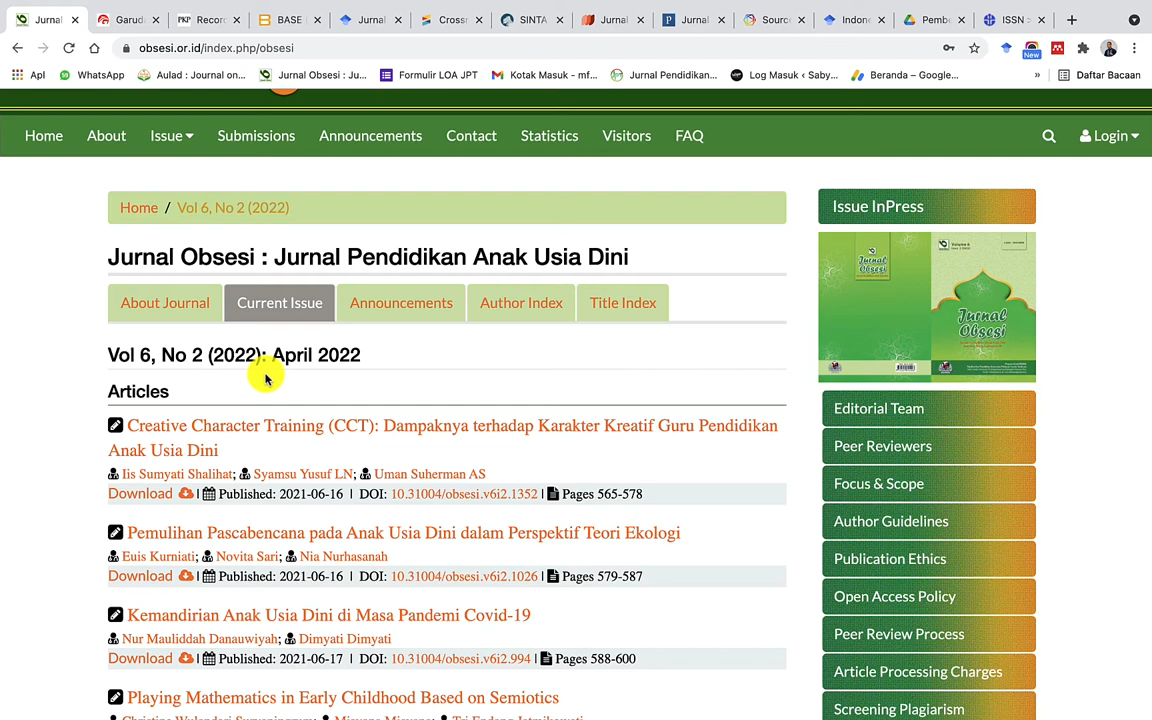 Jurnal
Garuda
PKP Recor
BASE
Jurnal
Crossr
SINTA
Jurnal
Jurnal
Source
Indone
Pembe
ISSN
obsesi.or.id/index.php/obsesi
New
Apl
WhatsApp
Aulad : Journal on...
Jurnal Obsesi : Ju...
Formulir LOA JPT
Kotak Masuk - mf...
Jurnal Pendidikan...
Log Masuk ‹ Saby...
Beranda – Google...
»
Daftar Bacaan
Home
About
Issue
Submissions
Announcements
Contact
Statistics
Visitors
FAQ
Login
Home / Vol 6, No 2 (2022)
Jurnal Obsesi : Jurnal Pendidikan Anak Usia Dini
About Journal
Current Issue
Announcements
Author Index
Title Index
Vol 6, No 2 (2022): April 2022
Articles
Creative Character Training (CCT): Dampaknya terhadap Karakter Kreatif Guru Pendidikan
Anak Usia Dini
Iis Sumyati Shalihat; Syamsu Yusuf LN; Uman Suherman AS
Download | Published: 2021-06-16 | DOI: 10.31004/obsesi.v6i2.1352 | Pages 565-578
Pemulihan Pascabencana pada Anak Usia Dini dalam Perspektif Teori Ekologi
Euis Kurniati; Novita Sari; Nia Nurhasanah
Download | Published: 2021-06-16 | DOI: 10.31004/obsesi.v6i2.1026 | Pages 579-587
Kemandirian Anak Usia Dini di Masa Pandemi Covid-19
Nur Mauliddah Danauwiyah; Dimyati Dimyati
Download | Published: 2021-06-17 | DOI: 10.31004/obsesi.v6i2.994 | Pages 588-600
Playing Mathematics in Early Childhood Based on Semiotics
Issue InPress
Jurnal
Obsesi
Jurnal
Obsesi
Editorial Team
Peer Reviewers
Focus & Scope
Author Guidelines
Publication Ethics
Open Access Policy
Peer Review Process
Article Processing Charges
Screening Plagiarism